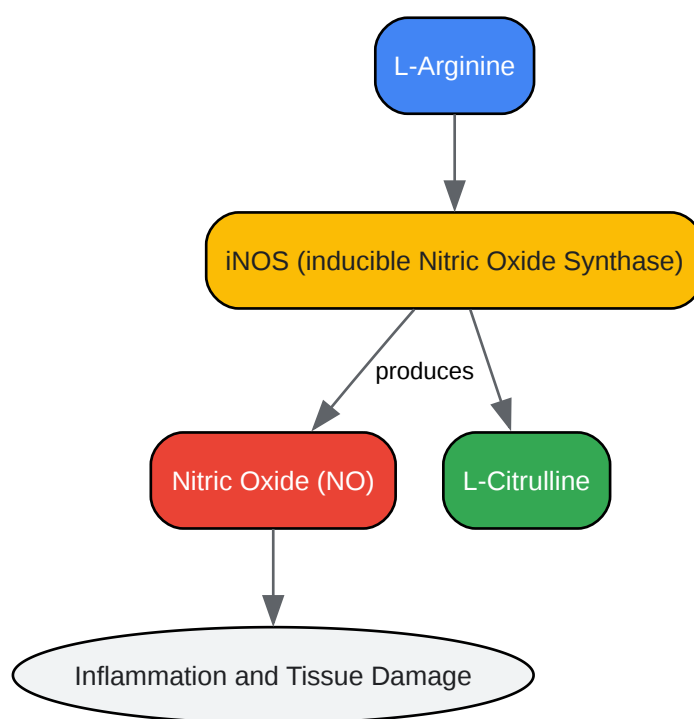 L-Arginine
iNOS (inducible Nitric Oxide Synthase)
produces
Nitric Oxide (NO)
L-Citrulline
Inflammation and Tissue Damage